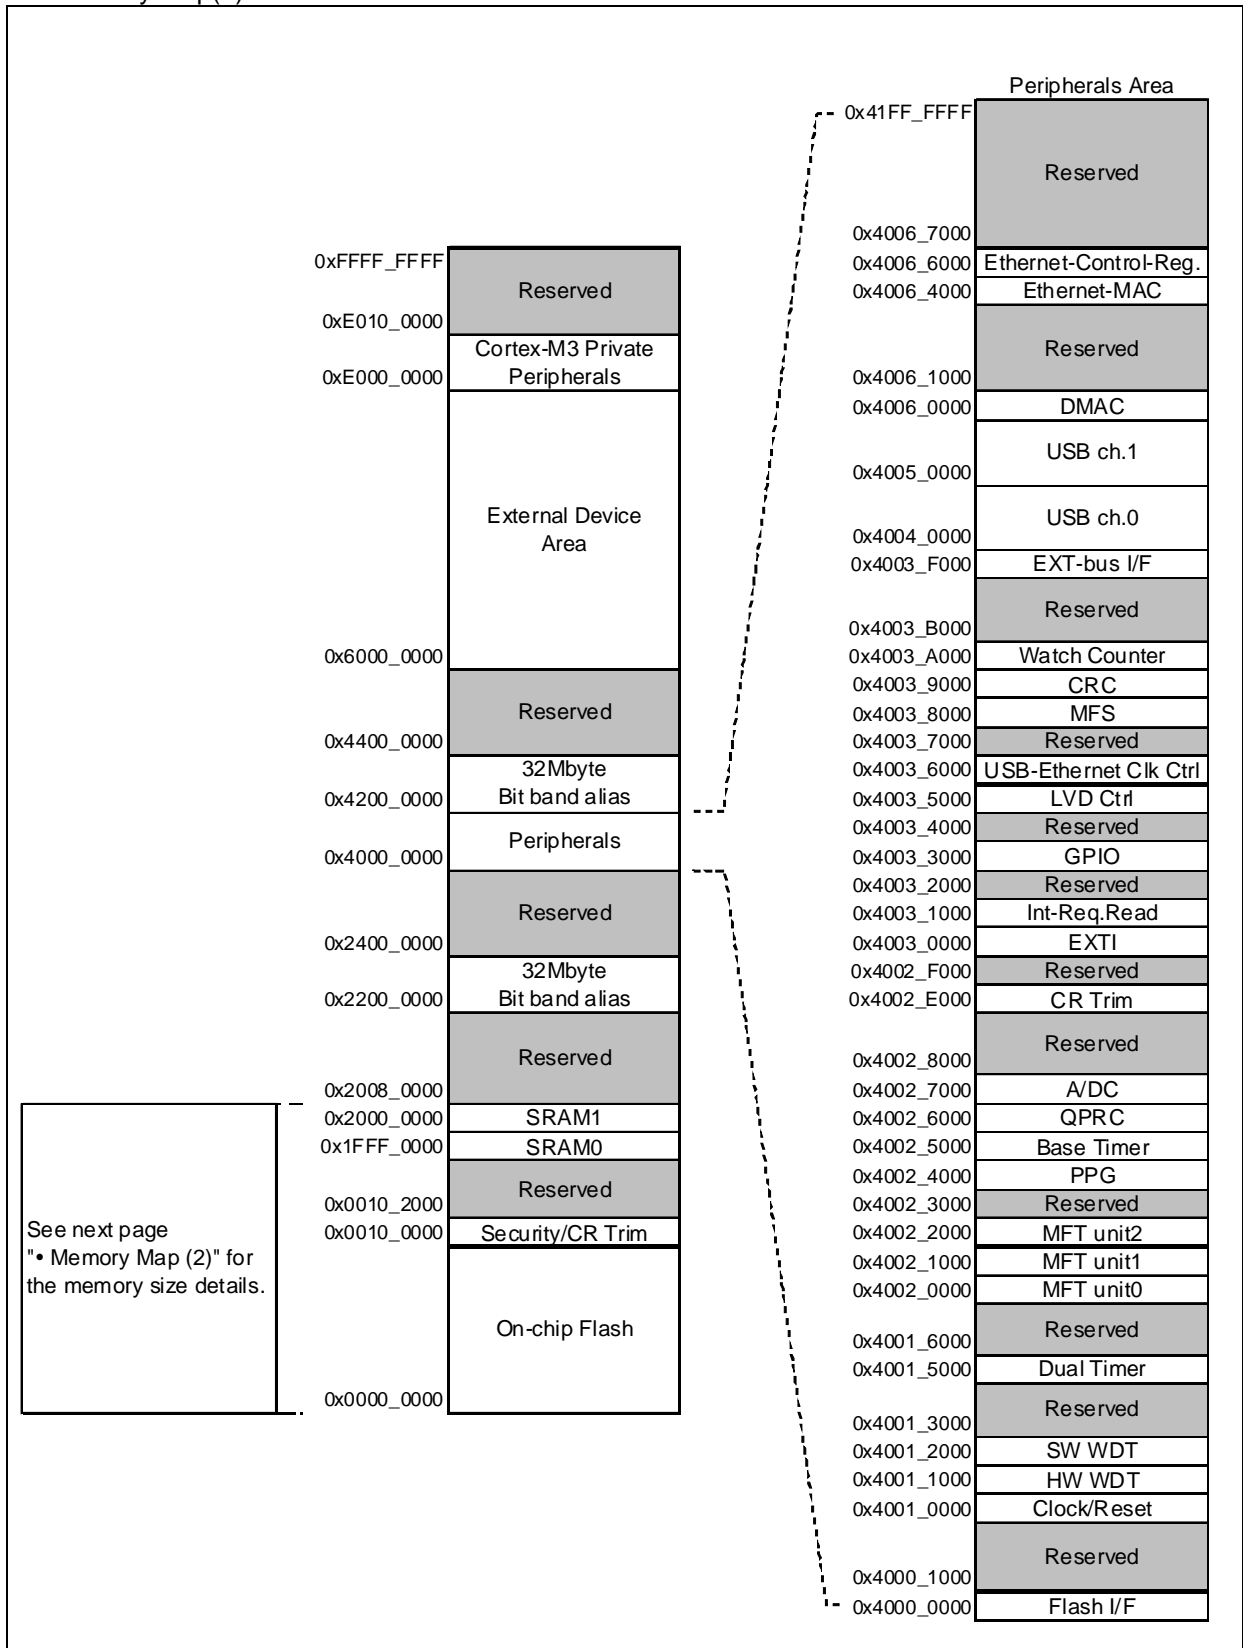 Peripherals Area
0x41FF_FFFF
Reserved
0x4006_7000
0x4006_6000 Ethernet-Control-Reg.
0x4006_4000 Ethernet-MAC
Reserved
0x4006_1000
0x4006_0000 DMAC
USB ch.1
0x4005_0000
USB ch.0
0x4004_0000
0x4003_F000 EXT-bus I/F
Reserved
0x4003_B000
0x4003_A000 Watch Counter
0x4003_9000 CRC
0x4003_8000 MFS
0x4003_7000 Reserved
0x4003_6000 USB-Ethernet Clk Ctrl
0x4003_5000 LVD Ctrl
0x4003_4000 Reserved
0x4003_3000 GPIO
0x4003_2000 Reserved
0x4003_1000 Int-Req.Read
0x4003_0000 EXTI
0x4002_F000 Reserved
0x4002_E000 CR Trim
Reserved
0x4002_8000
0x4002_7000 A/DC
0x4002_6000 QPRC
0x4002_5000 Base Timer
0x4002_4000 PPG
0x4002_3000 Reserved
0x4002_2000 MFT unit2
0x4002_1000 MFT unit1
0x4002_0000 MFT unit0
Reserved
0x4001_6000
0x4001_5000 Dual Timer
Reserved
0x4001_3000
0x4001_2000 SW WDT
0x4001_1000 HW WDT
0x4001_0000 Clock/Reset
Reserved
0x4000_1000
0x4000_0000 Flash I/F
0xFFFF_FFFF
Reserved
0xE010_0000
Cortex-M3 Private
0xE000_0000 Peripherals
External Device
Area
0x6000_0000
Reserved
0x4400_0000
32Mbyte
0x4200_0000 Bit band alias
Peripherals
0x4000_0000
Reserved
0x2400_0000
32Mbyte
0x2200_0000 Bit band alias
Reserved
0x2008_0000
0x2000_0000 SRAM1
0x1FFF_0000 SRAM0
Reserved
0x0010_2000
0x0010_0000 Security/CR Trim
On-chip Flash
0x0000_0000
See next page
"• Memory Map (2)" for
the memory size details.